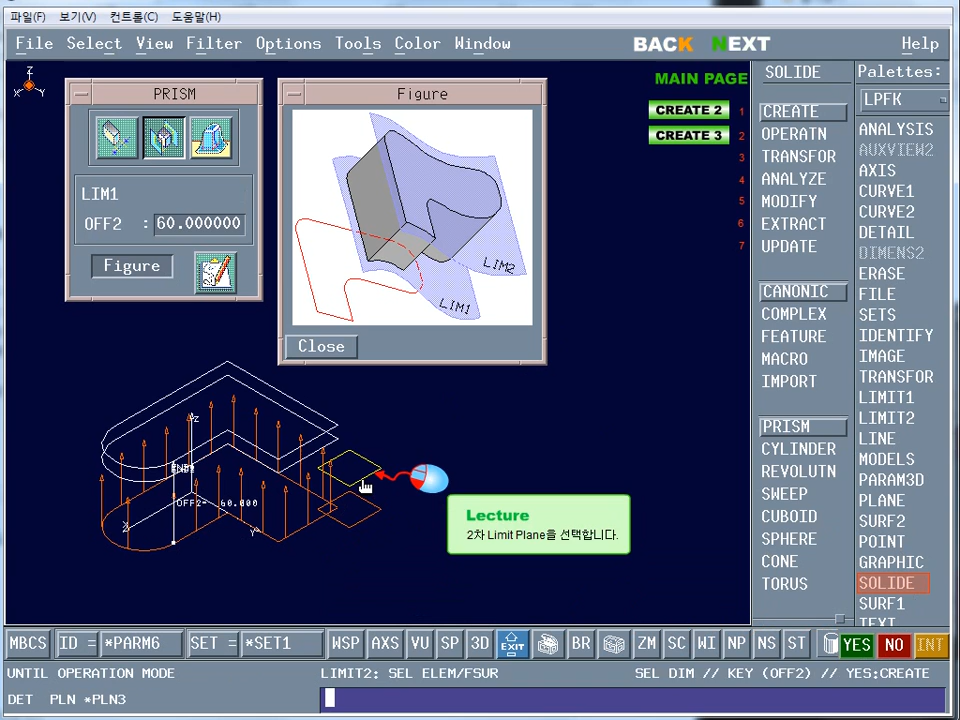 파일(F) 보기(V) 컨트롤(C) 도움말(H)
File Select View Filter Options Tools Color Window BACK NEXT Help
Z
X Y
PRISM
LIM1
OFF2 : 60.000000
Figure
Figure
LIM2
LIM1
Close
MAIN PAGE
CREATE 2 1
CREATE 3 2
3
4
5
6
7
SOLIDE
CREATE
OPERATN
TRANSFOR
ANALYZE
MODIFY
EXTRACT
UPDATE
CANONIC
COMPLEX
FEATURE
MACRO
IMPORT
PRISM
CYLINDER
REVOLUTN
SWEEP
CUBOID
SPHERE
CONE
TORUS
Palettes:
LPFK
ANALYSIS
AUXVIEW2
AXIS
CURVE1
CURVE2
DETAIL
DIMENS2
ERASE
FILE
SETS
IDENTIFY
IMAGE
TRANSFOR
LIMIT1
LIMIT2
LINE
MODELS
PARAM3D
PLANE
SURF2
POINT
GRAPHIC
SOLIDE
SURF1
TEXT
Z
OFF2= 60.000
X Y
Lecture
2차 Limit Plane을 선택합니다.
MBCS ID = *PARM6 SET = *SET1 WSP AXS VU SP 3D EXIT BR ZM SC WI NP NS ST YES NO INT
UNTIL OPERATION MODE LIMIT2: SEL ELEM/FSUR SEL DIM // KEY (OFF2) // YES:CREATE
DET PLN *PLN3